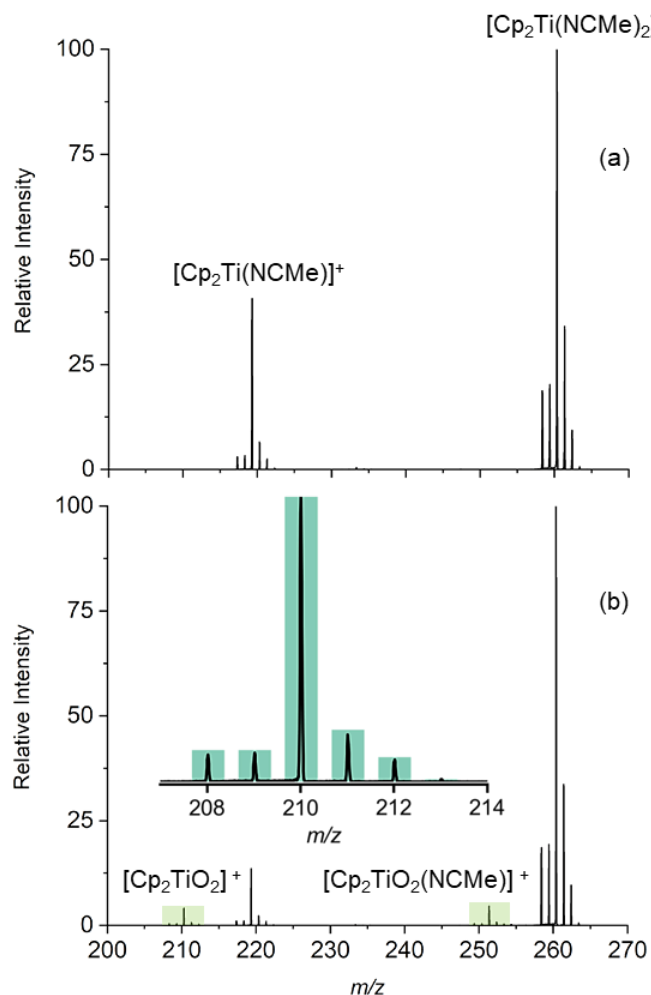 [Cp₂Ti(NCMe)₂]
100
(a)
75
Relative Intensity
50
[Cp₂Ti(NCMe)]⁺
25
0
100
(b)
75
Relative Intensity
50
208 210 212 214
m/z
25
[Cp₂TiO₂]⁺ [Cp₂TiO₂(NCMe)]⁺
0
200 210 220 230 240 250 260 270
m/z